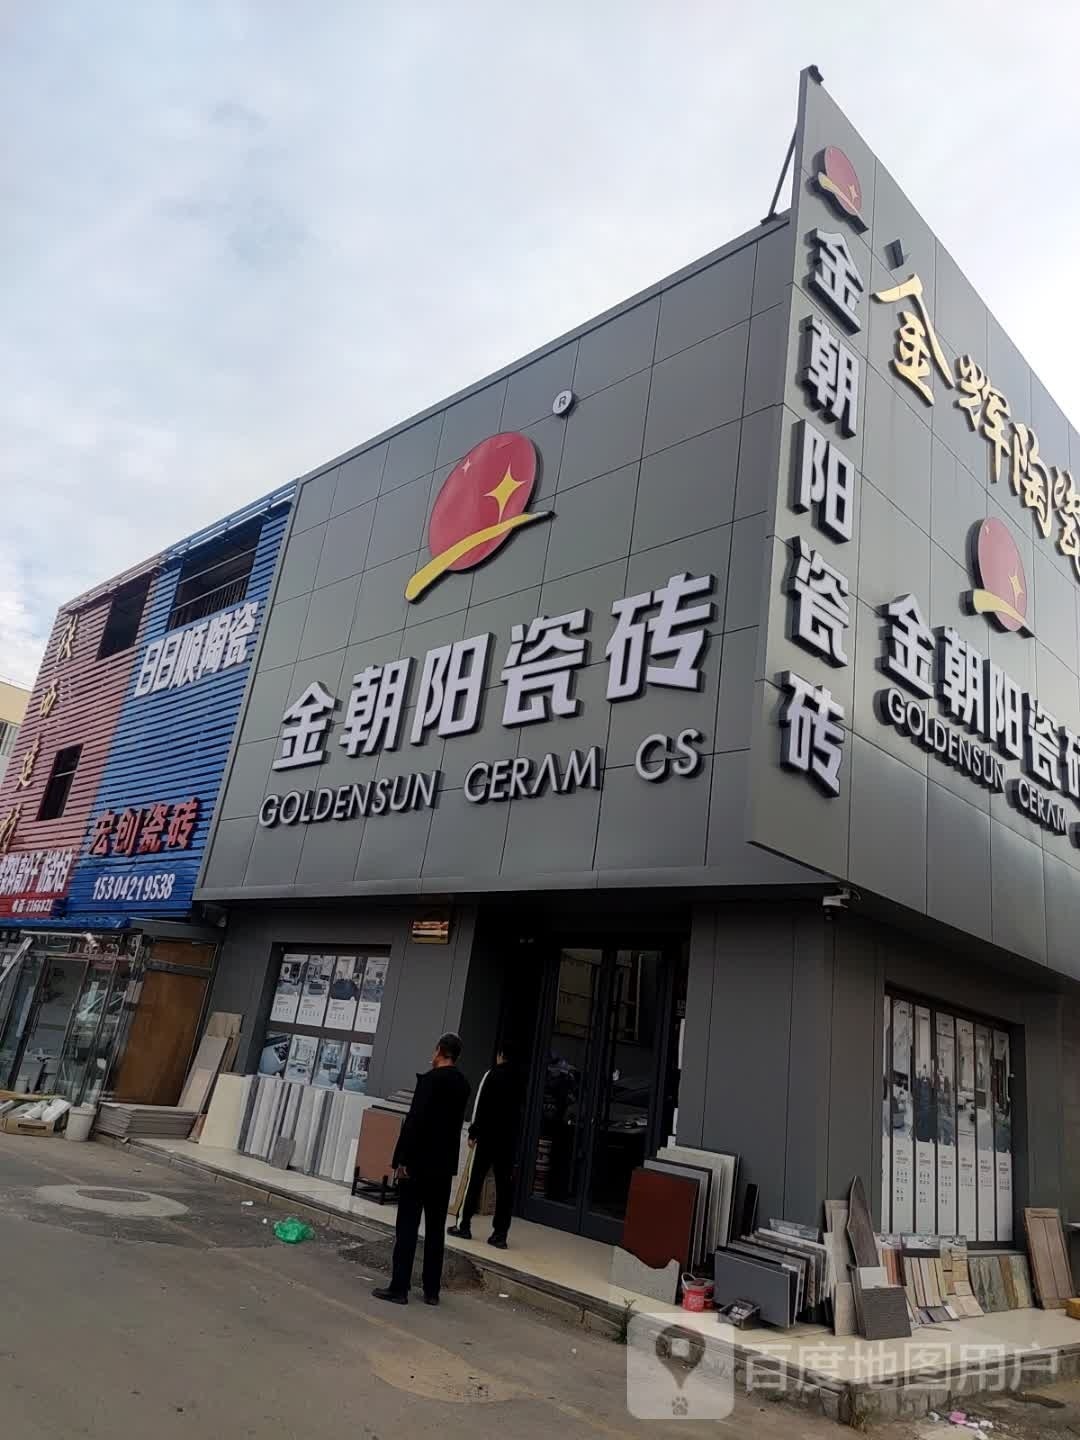 金朝阳瓷砖
金辉陶瓷
®
金朝阳瓷砖
GOLDENSUN CERAM CS
金朝阳瓷砖
GOLDENSUN CERAM
日日顺陶瓷
宏创瓷砖
15304219538
百度地图用户